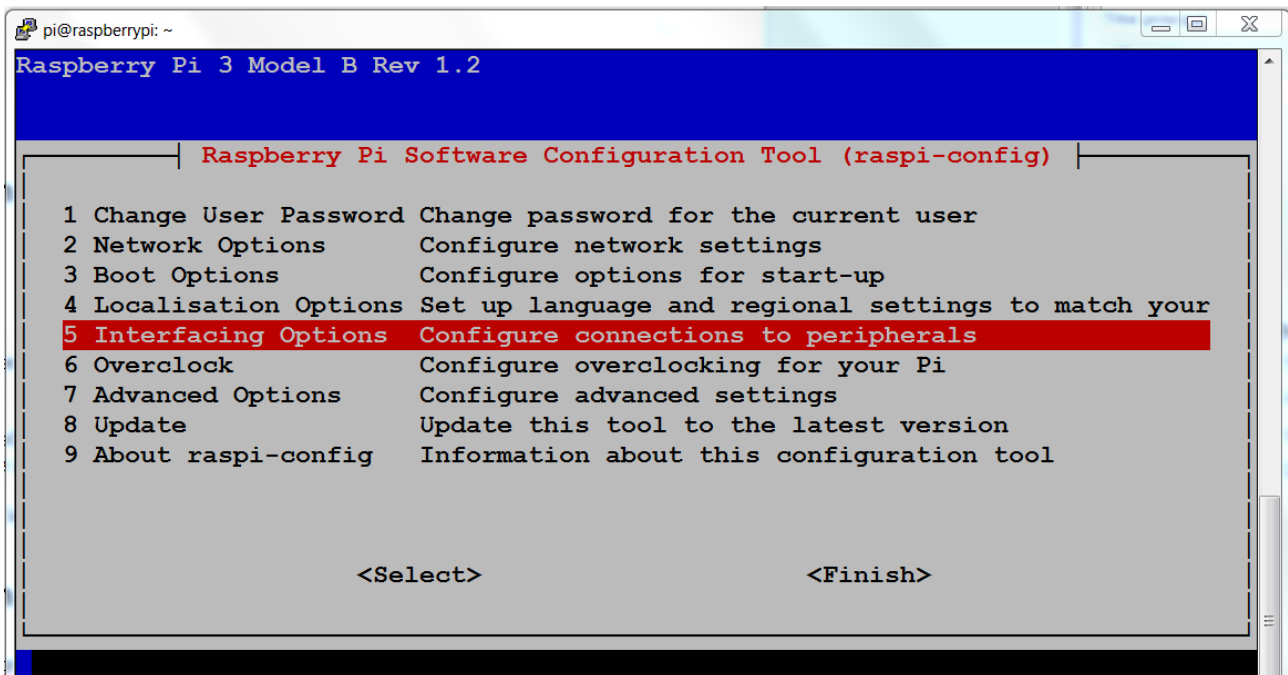 pi@raspberrypi: ~
Raspberry Pi 3 Model B Rev 1.2
Raspberry Pi Software Configuration Tool (raspi-config)
1 Change User Password Change password for the current user
2 Network Options Configure network settings
3 Boot Options Configure options for start-up
4 Localisation Options Set up language and regional settings to match your
5 Interfacing Options Configure connections to peripherals
6 Overclock Configure overclocking for your Pi
7 Advanced Options Configure advanced settings
8 Update Update this tool to the latest version
9 About raspi-config Information about this configuration tool
<Select> <Finish>